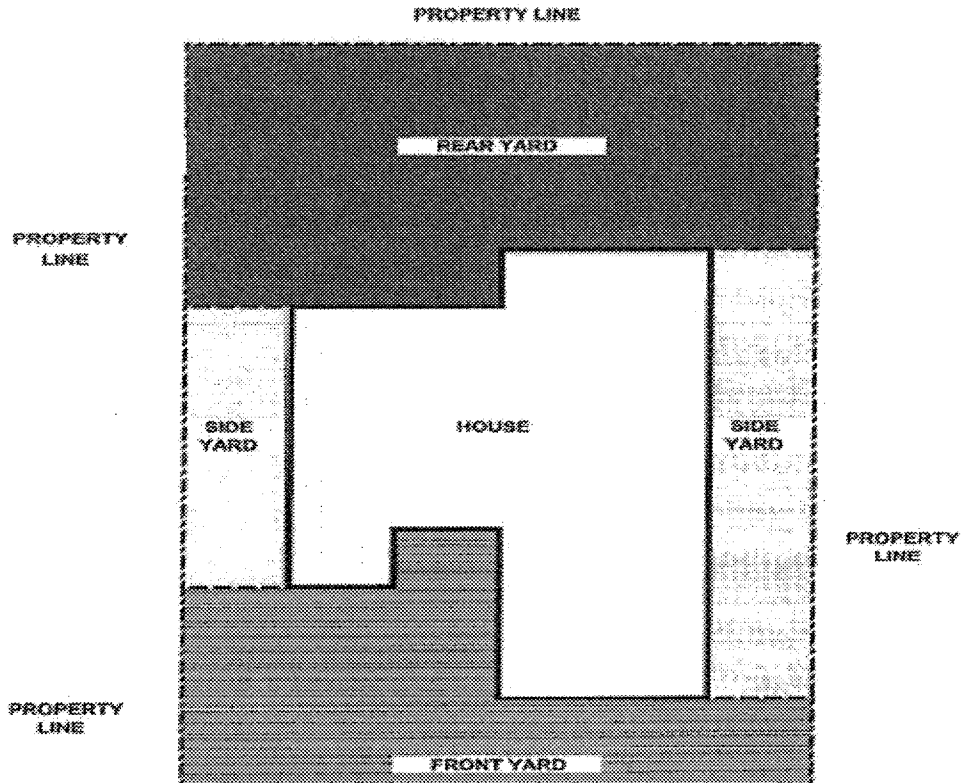 PROPERTY LINE
REAR YARD
PROPERTY
LINE
SIDE
YARD
HOUSE
SIDE
YARD
PROPERTY
LINE
PROPERTY
LINE
FRONT YARD